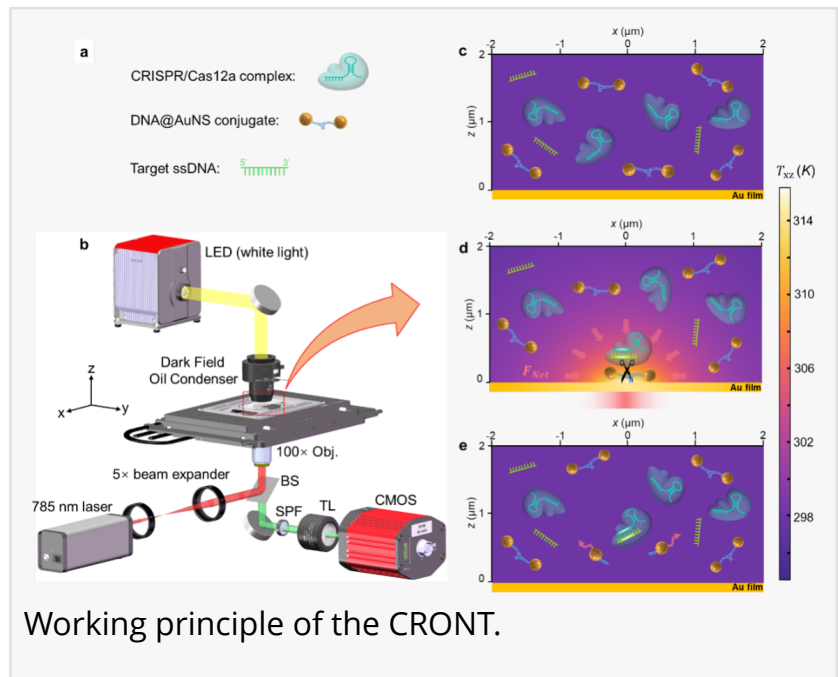 a
CRISPR/Cas12a complex:
DNA@AuNS conjugate:
Target ssDNA:
5' 3'
b
LED (white light)
Dark Field
Oil Condenser
z
x
y
100× Obj.
5× beam expander
BS
785 nm laser
SPF
TL
CMOS
c
x (μm)
-2 -1 0 1 2
z (μm)
2
1
0
Au film
d
x (μm)
-2 -1 0 1 2
z (μm)
2
1
0
F_Net
Au film
e
x (μm)
-2 -1 0 1 2
z (μm)
2
1
0
Au film
T_xz (K)
314
310
306
302
298
Working principle of the CRONT.